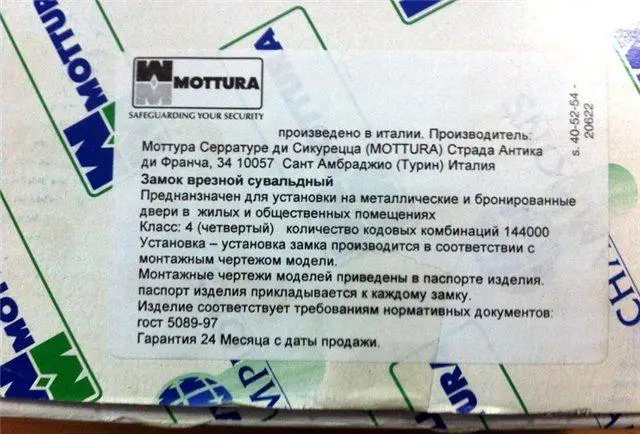 MOTTURA
SAFEGUARDING YOUR SECURITY
s. 40-52-54 -
20622
произведено в италии. Производитель:
Моттура Серратуре ди Сикурецца (MOTTURA) Страда Антика
ди Франча, 34 10057 Сант Амбраджио (Турин) Италия
Замок врезной сувальдный
Преднанзначен для установки на металлические и бронированные
двери в жилых и общественных помещениях
Класс: 4 (четвертый) количество кодовых комбинаций 144000
Установка – установка замка производится в соответствии с
монтажным чертежом модели.
Монтажные чертежи моделей приведены в паспорте изделия.
паспорт изделия прикладывается к каждому замку.
Изделие соответствует требованиям нормативных документов:
гост 5089-97
Гарантия 24 Месяца с даты продажи.
MOTTURA
MOTTURA